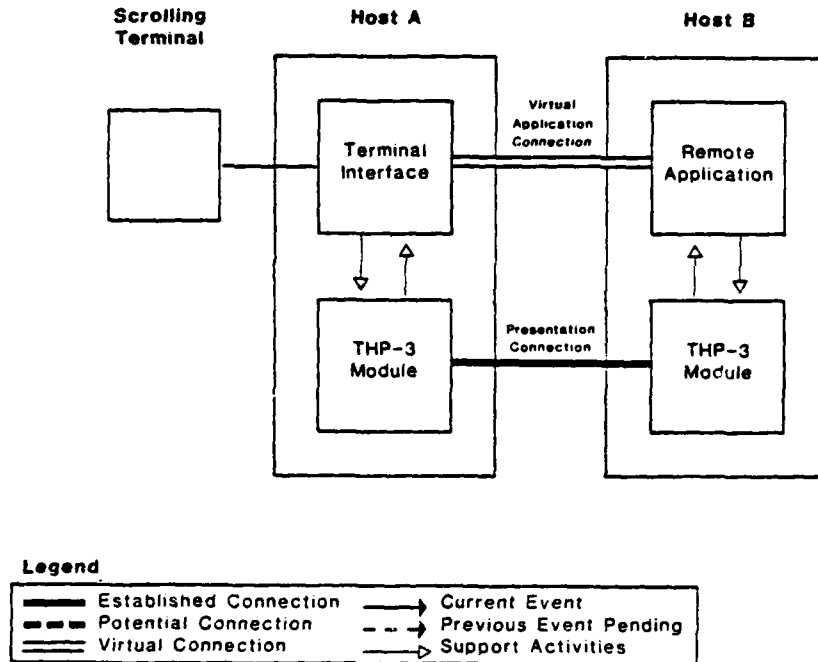 Scrolling
Terminal
Host A
Host B
Virtual
Application
Connection
Terminal
Interface
Remote
Application
Presentation
Connection
THP-3
Module
THP-3
Module
Legend
Established Connection
Potential Connection
Virtual Connection
Current Event
Previous Event Pending
Support Activities